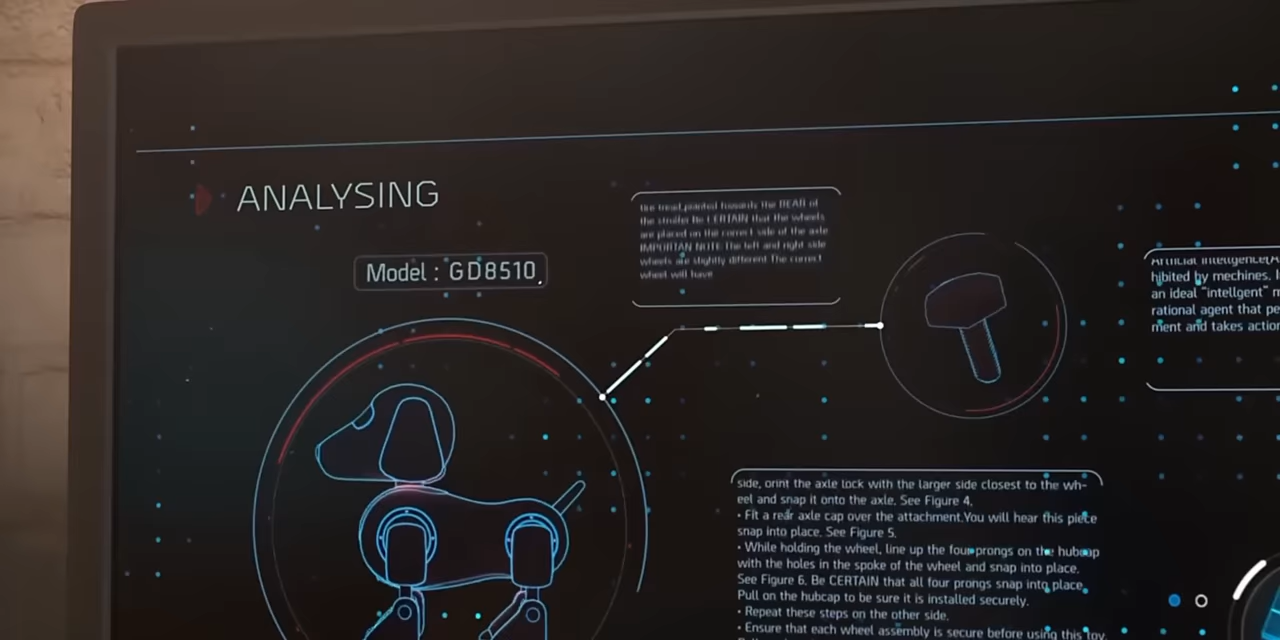 ANALYSING
Model : GD8510
tire tread pointed towards the REAR of
the stroller Be CERTAIN that the wheels
are placed on the correct side of the axle
IMPORTAN NOTE The left and right side
wheels are slightly different The correct
wheel will have
Artificial Intelligence(A
hibited by mechines. I
an ideal "intellgent" m
rational agent that pe
ment and takes action
side, orint the axle lock with the larger side closest to the wh-
eel and snap it onto the axle. See Figure 4.
• Fit a rear axle cap over the attachment.You will hear this piece
snap into place. See Figure 5.
• While holding the wheel, line up the four prongs on the hubcap
with the holes in the spoke of the wheel and snap into place.
See Figure 6. Be CERTAIN that all four prongs snap into place.
Pull on the hubcap to be sure it is installed securely.
• Repeat these steps on the other side.
• Ensure that each wheel assembly is secure before using this toy.